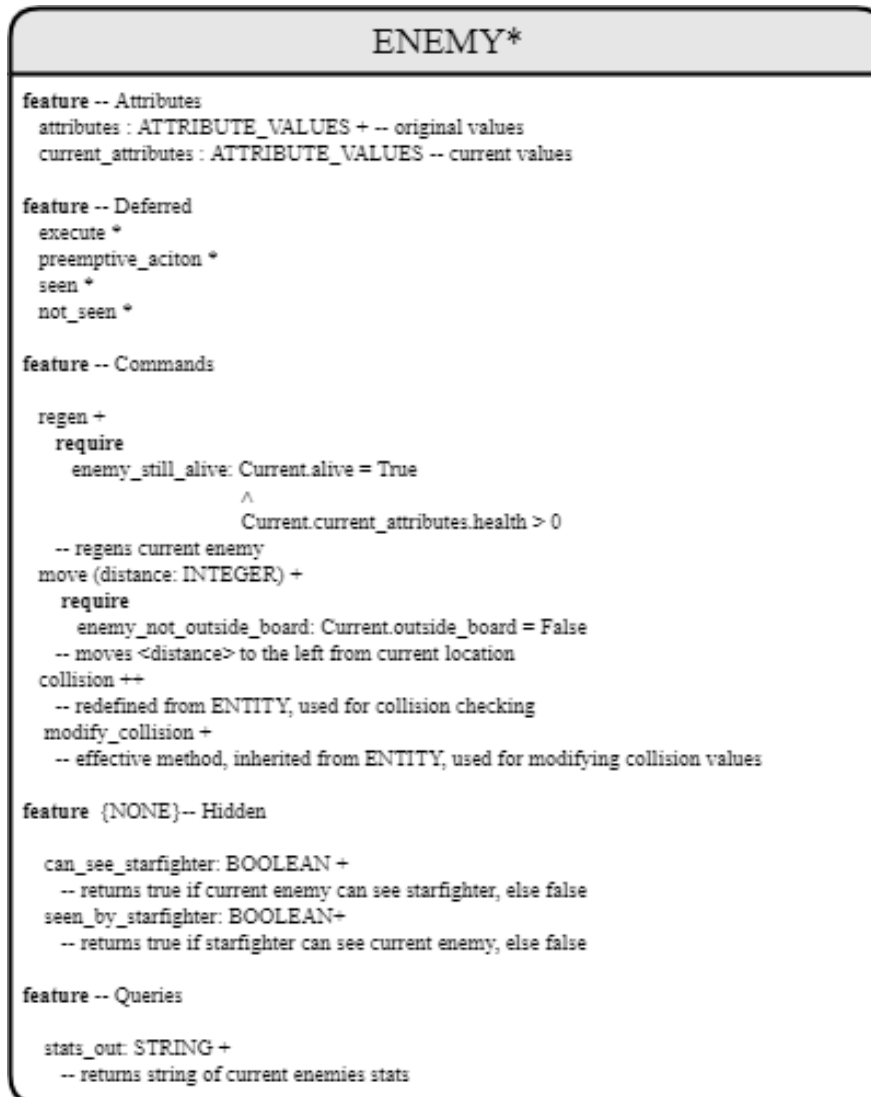 ENEMY*
feature -- Attributes
attributes : ATTRIBUTE_VALUES + -- original values
current_attributes : ATTRIBUTE_VALUES -- current values
feature -- Deferred
execute *
preemptive_aciton *
seen *
not_seen *
feature -- Commands
regen +
require
enemy_still_alive: Current.alive = True
^
Current.current_attributes.health > 0
-- regens current enemy
move (distance: INTEGER) +
require
enemy_not_outside_board: Current.outside_board = False
-- moves <distance> to the left from current location
collision ++
-- redefined from ENTITY, used for collision checking
modify_collision +
-- effective method, inherited from ENTITY, used for modifying collision values
feature {NONE}-- Hidden
can_see_starfighter: BOOLEAN +
-- returns true if current enemy can see starfighter, else false
seen_by_starfighter: BOOLEAN+
-- returns true if starfighter can see current enemy, else false
feature -- Queries
stats_out: STRING +
-- returns string of current enemies stats